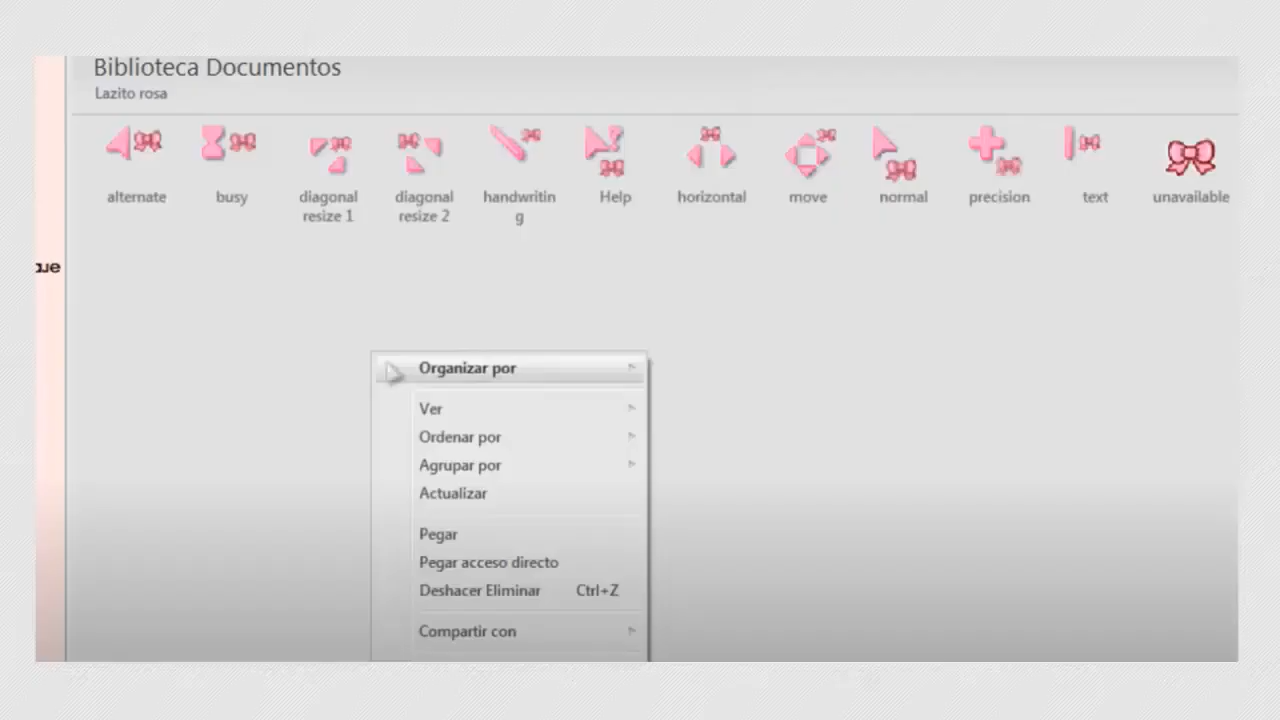 Biblioteca Documentos
Lazito rosa
alternate
busy
diagonal
resize 1
diagonal
resize 2
handwritin
g
Help
horizontal
move
normal
precision
text
unavailable
aue
Organizar por
Ver
Ordenar por
Agrupar por
Actualizar
Pegar
Pegar acceso directo
Deshacer Eliminar Ctrl+Z
Compartir con